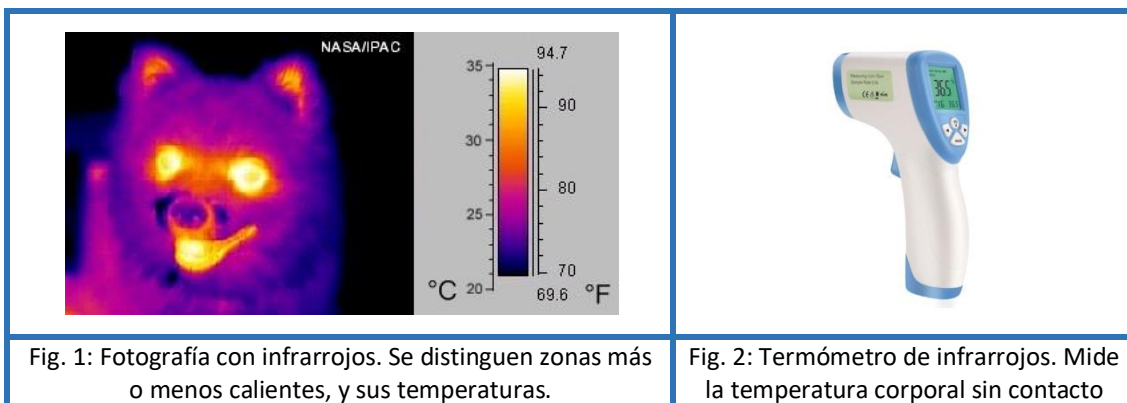 NASA/IPAC
94.7
35
90
30
80
25
70
°C 20
69.6 °F
36.5
Fig. 1: Fotografía con infrarrojos. Se distinguen zonas más
o menos calientes, y sus temperaturas.
Fig. 2: Termómetro de infrarrojos. Mide
la temperatura corporal sin contacto